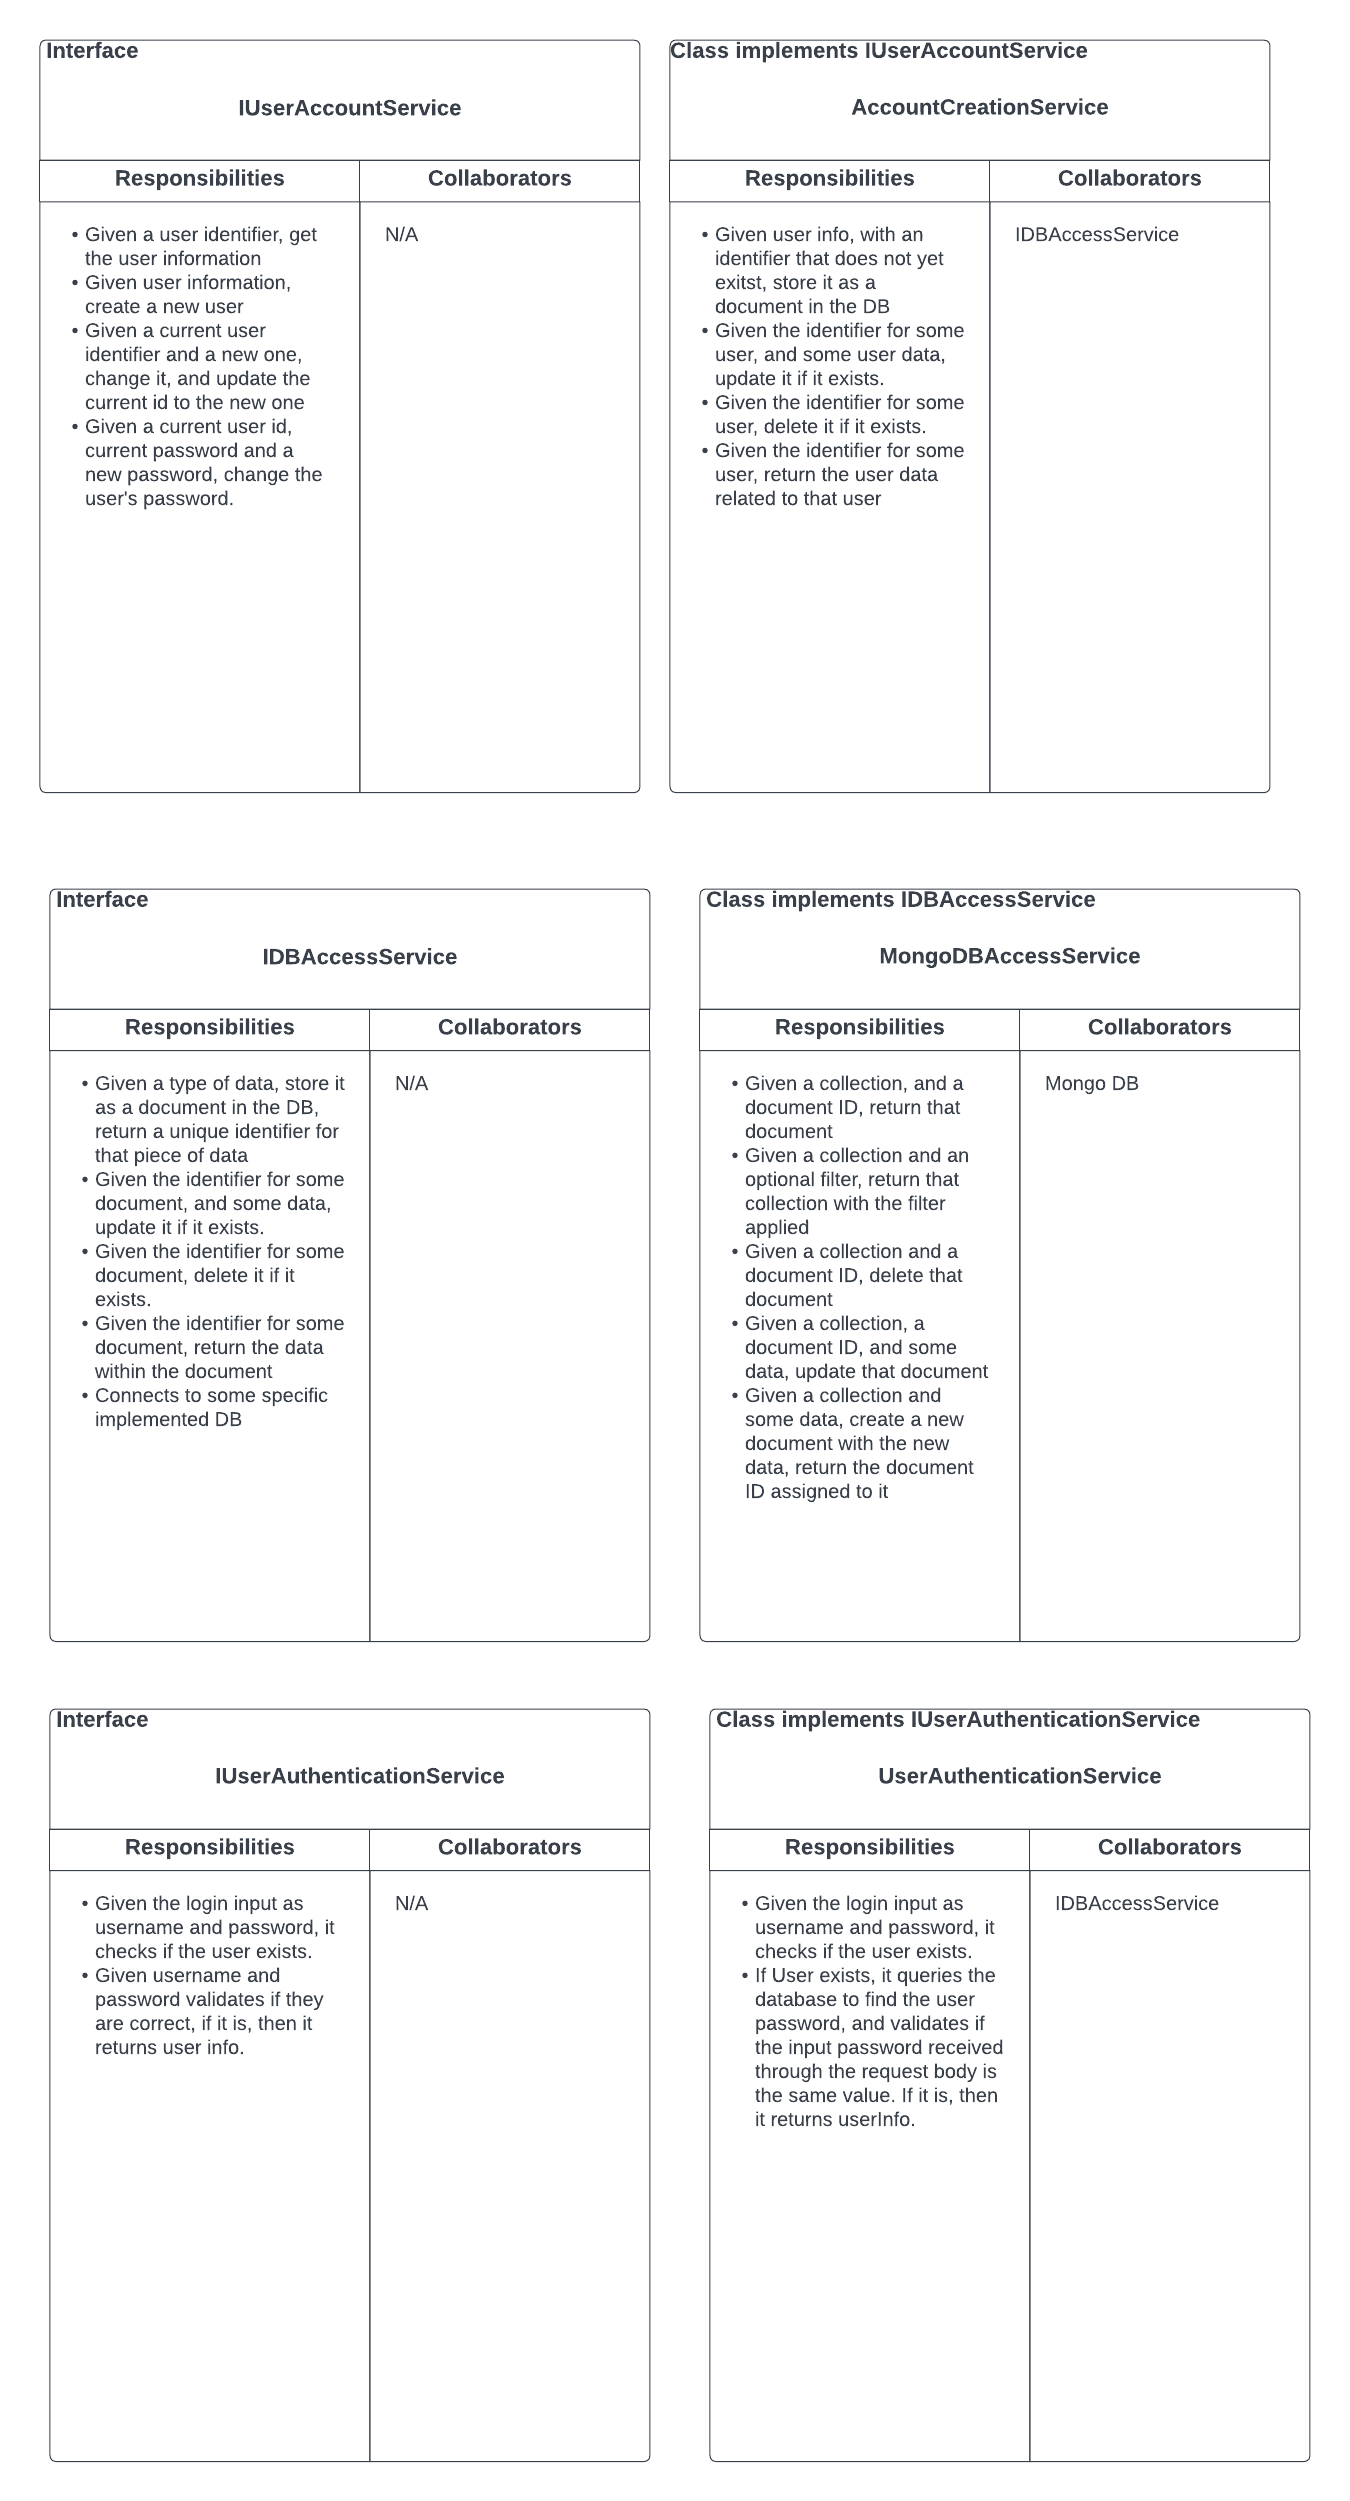 Interface
IUserAccountService
Responsibilities
Collaborators
• Given a user identifier, get
the user information
• Given user information,
create a new user
• Given a current user
identifier and a new one,
change it, and update the
current id to the new one
• Given a current user id,
current password and a
new password, change the
user's password.
N/A
Class implements IUserAccountService
AccountCreationService
Responsibilities
Collaborators
• Given user info, with an
identifier that does not yet
exitst, store it as a
document in the DB
• Given the identifier for some
user, and some user data,
update it if it exists.
• Given the identifier for some
user, delete it if it exists.
• Given the identifier for some
user, return the user data
related to that user
IDBAccessService
Interface
IDBAccessService
Responsibilities
Collaborators
• Given a type of data, store it
as a document in the DB,
return a unique identifier for
that piece of data
• Given the identifier for some
document, and some data,
update it if it exists.
• Given the identifier for some
document, delete it if it
exists.
• Given the identifier for some
document, return the data
within the document
• Connects to some specific
implemented DB
N/A
Class implements IDBAccessService
MongoDBAccessService
Responsibilities
Collaborators
• Given a collection, and a
document ID, return that
document
• Given a collection and an
optional filter, return that
collection with the filter
applied
• Given a collection and a
document ID, delete that
document
• Given a collection, a
document ID, and some
data, update that document
• Given a collection and
some data, create a new
document with the new
data, return the document
ID assigned to it
Mongo DB
Interface
IUserAuthenticationService
Responsibilities
Collaborators
• Given the login input as
username and password, it
checks if the user exists.
• Given username and
password validates if they
are correct, if it is, then it
returns user info.
N/A
Class implements IUserAuthenticationService
UserAuthenticationService
Responsibilities
Collaborators
• Given the login input as
username and password, it
checks if the user exists.
• If User exists, it queries the
database to find the user
password, and validates if
the input password received
through the request body is
the same value. If it is, then
it returns userInfo.
IDBAccessService